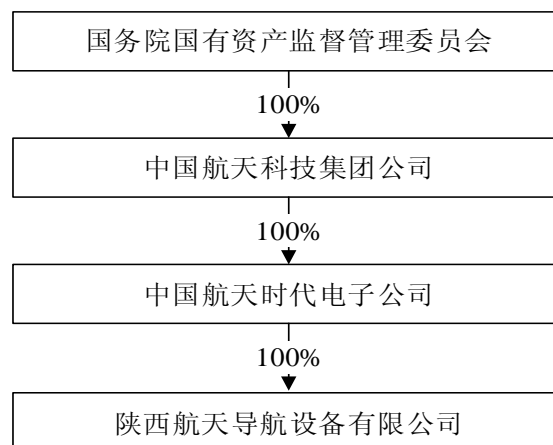 国务院国有资产监督管理委员会
100%
中国航天科技集团公司
100%
中国航天时代电子公司
100%
陕西航天导航设备有限公司